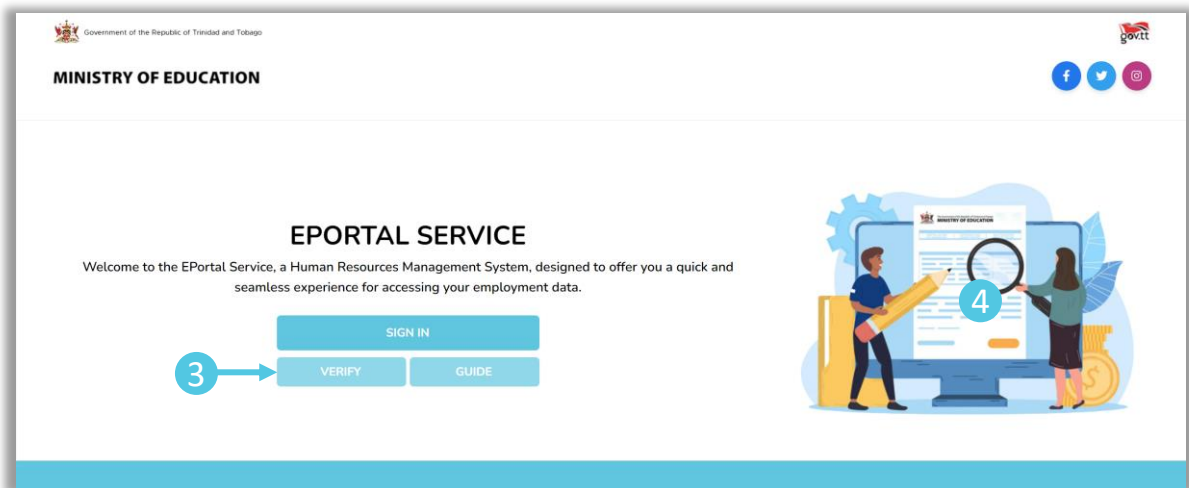 Government of the Republic of Trinidad and Tobago
gov.tt
MINISTRY OF EDUCATION
EPORTAL SERVICE
Welcome to the EPortal Service, a Human Resources Management System, designed to offer you a quick and
seamless experience for accessing your employment data.
SIGN IN
3
VERIFY
GUIDE
MINISTRY OF EDUCATION
4